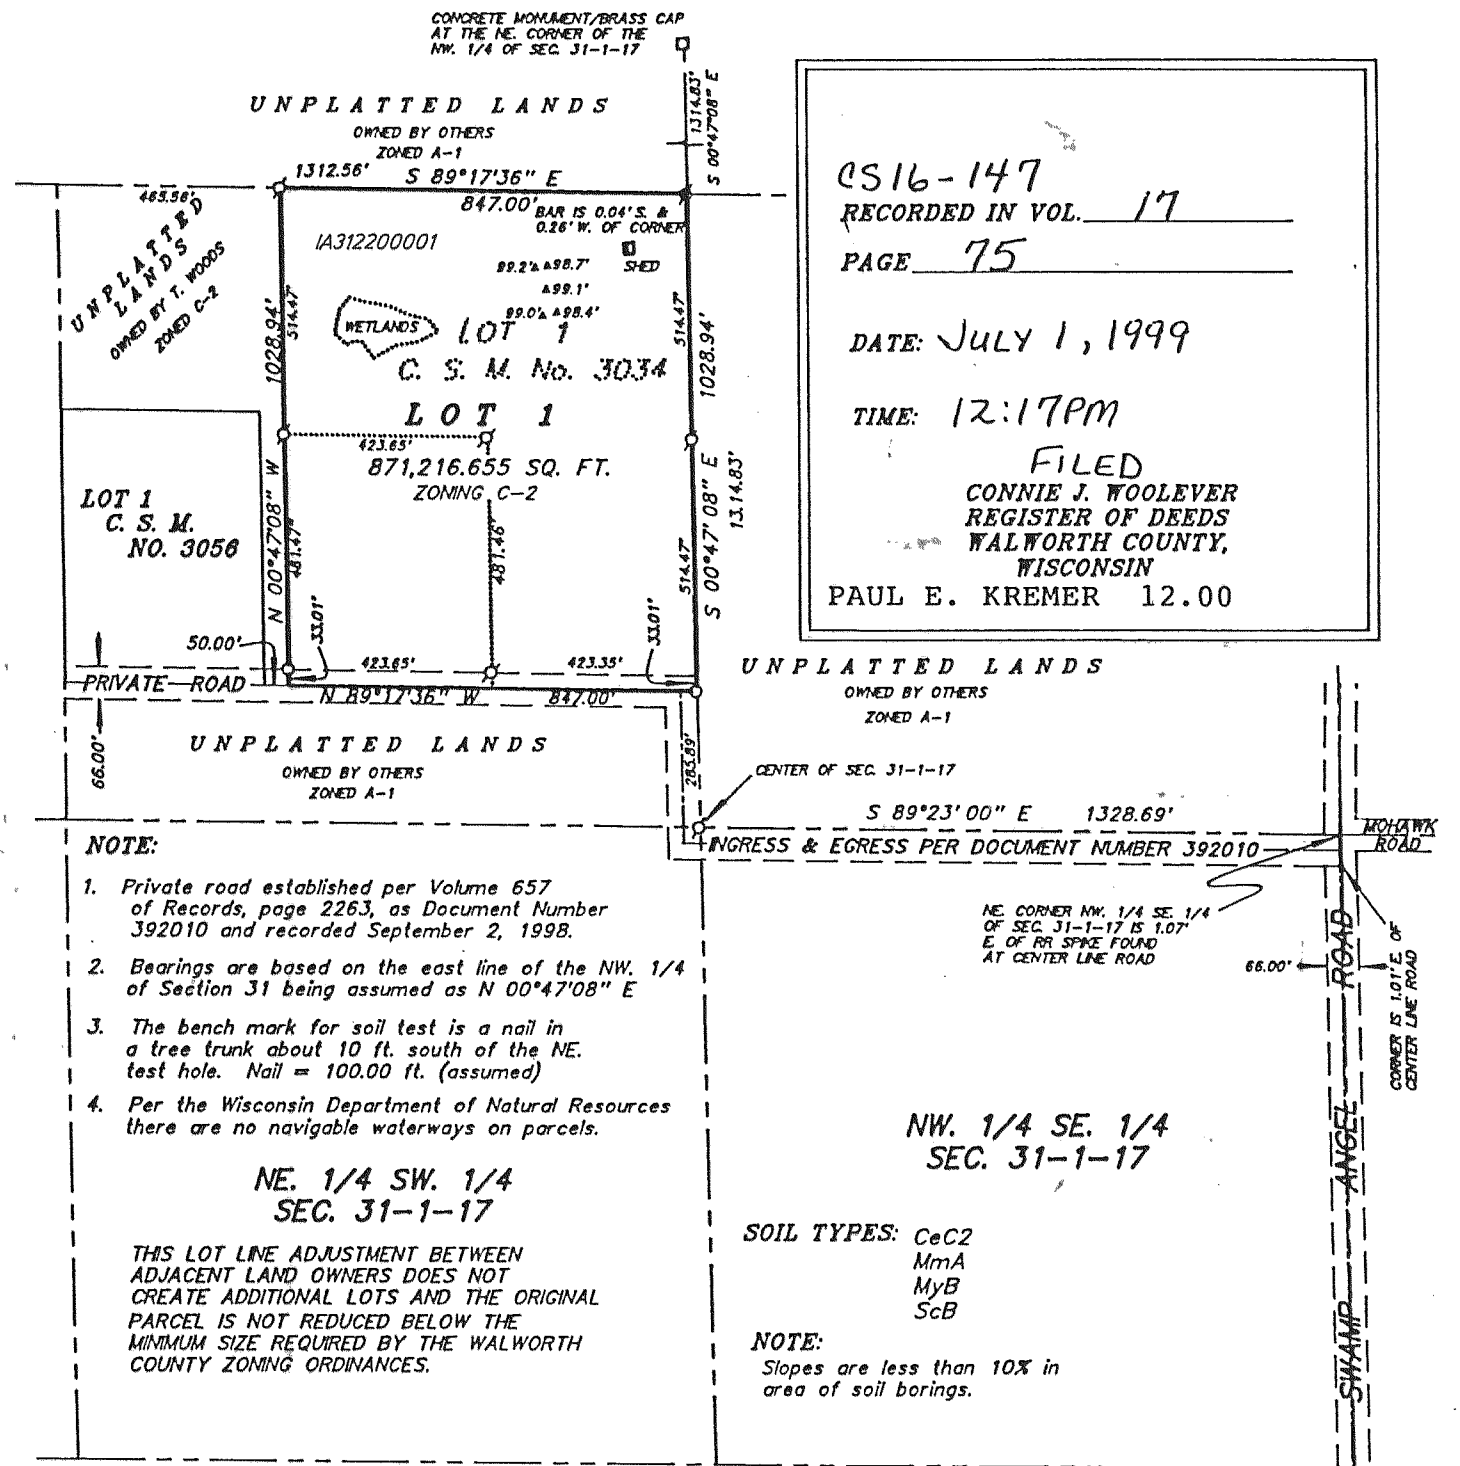 CONCRETE MONUMENT/BRASS CAP
AT THE NE. CORNER OF THE
NW. 1/4 OF SEC. 31-1-17
1314.83'
S 00°47'08" E
UNPLATTED LANDS
OWNED BY OTHERS
ZONED A-1
1312.56'
S 89°17'36" E
465.56'
847.00'
BAR IS 0.04' S. &
0.26' W. OF CORNER
UNPLATTED
LANDS
OWNED BY T. WOODS
ZONED C-2
IA312200001
SHED
99.2' 98.7'
99.1'
99.0' 98.4'
WETLANDS
LOT 1
C. S. M. No. 3034
1028.94'
514.47'
514.47'
1028.94'
LOT 1
423.65'
871,216.655 SQ. FT.
ZONING C-2
LOT 1
C. S. M.
NO. 3056
N 00°47'08" W
481.47'
481.46'
514.47'
S 00°47'08" E
13.14.83'
33.01'
33.01'
50.00'
423.65'
423.35'
PRIVATE ROAD
N 89°17'36" W
847.00'
66.00'
UNPLATTED LANDS
OWNED BY OTHERS
ZONED A-1
CS16-147
RECORDED IN VOL. 17
PAGE 75
DATE: JULY 1, 1999
TIME: 12:17PM
FILED
CONNIE J. WOOLEVER
REGISTER OF DEEDS
WALWORTH COUNTY,
WISCONSIN
PAUL E. KREMER 12.00
UNPLATTED LANDS
OWNED BY OTHERS
ZONED A-1
285.89'
CENTER OF SEC. 31-1-17
S 89°23'00" E 1328.69'
INGRESS & EGRESS PER DOCUMENT NUMBER 392010
MOHAWK
ROAD
NE. CORNER NW. 1/4 SE. 1/4
OF SEC. 31-1-17 IS 1.07'
E. OF RR SPIKE FOUND
AT CENTER LINE ROAD
66.00'
CORNER IS 1.01' E. OF
CENTER LINE ROAD
SWAMP ANGEL ROAD
NOTE:
1. Private road established per Volume 657
of Records, page 2263, as Document Number
392010 and recorded September 2, 1998.
2. Bearings are based on the east line of the NW. 1/4
of Section 31 being assumed as N 00°47'08" E
3. The bench mark for soil test is a nail in
a tree trunk about 10 ft. south of the NE.
test hole. Nail = 100.00 ft. (assumed)
4. Per the Wisconsin Department of Natural Resources
there are no navigable waterways on parcels.
NE. 1/4 SW. 1/4
SEC. 31-1-17
THIS LOT LINE ADJUSTMENT BETWEEN
ADJACENT LAND OWNERS DOES NOT
CREATE ADDITIONAL LOTS AND THE ORIGINAL
PARCEL IS NOT REDUCED BELOW THE
MINIMUM SIZE REQUIRED BY THE WALWORTH
COUNTY ZONING ORDINANCES.
NW. 1/4 SE. 1/4
SEC. 31-1-17
SOIL TYPES: CeC2
MmA
MyB
ScB
NOTE:
Slopes are less than 10% in
area of soil borings.